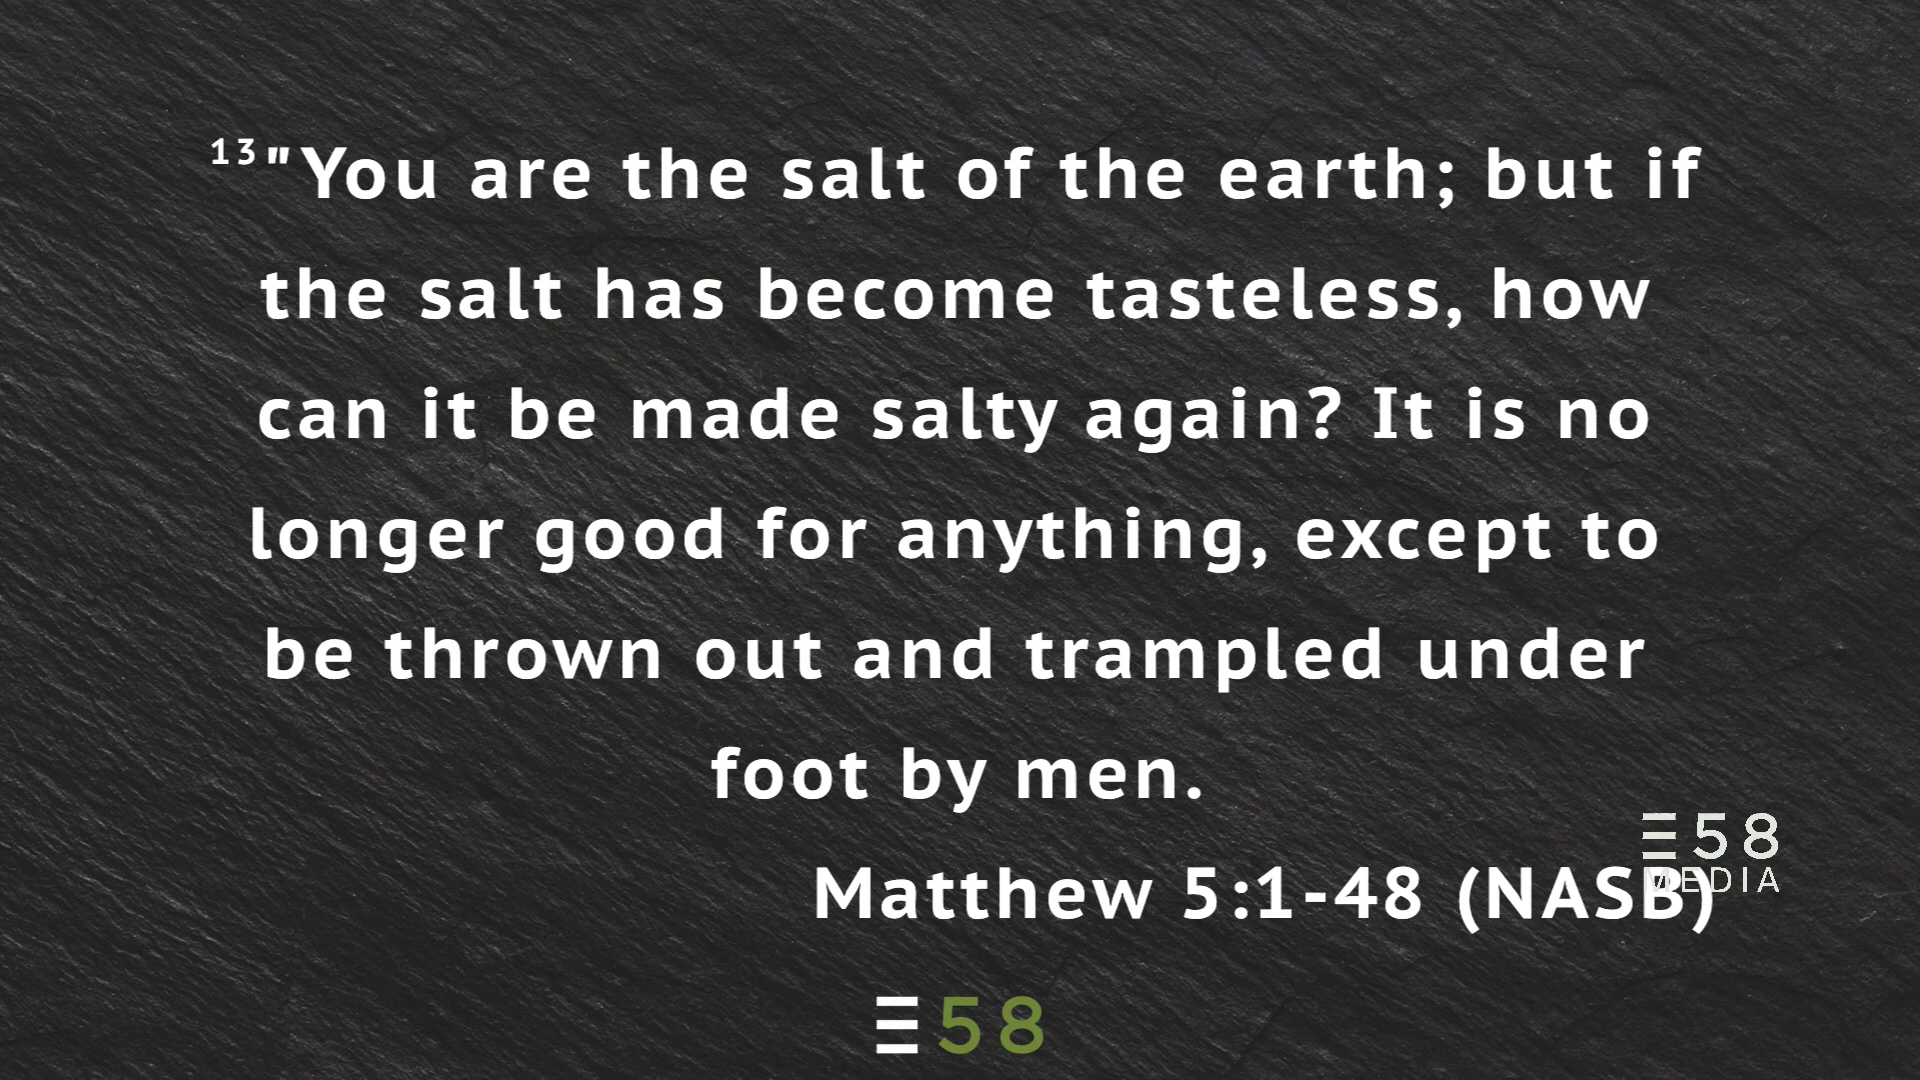 13"You are the salt of the earth; but if
the salt has become tasteless, how
can it be made salty again? It is no
longer good for anything, except to
be thrown out and trampled under
foot by men.
Matthew 5:1-48 (NASB)
E58
MEDIA
E58